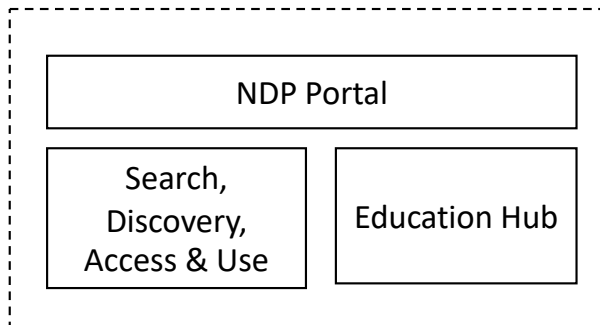 NDP Portal
Search,
Discovery,
Access & Use
Education Hub